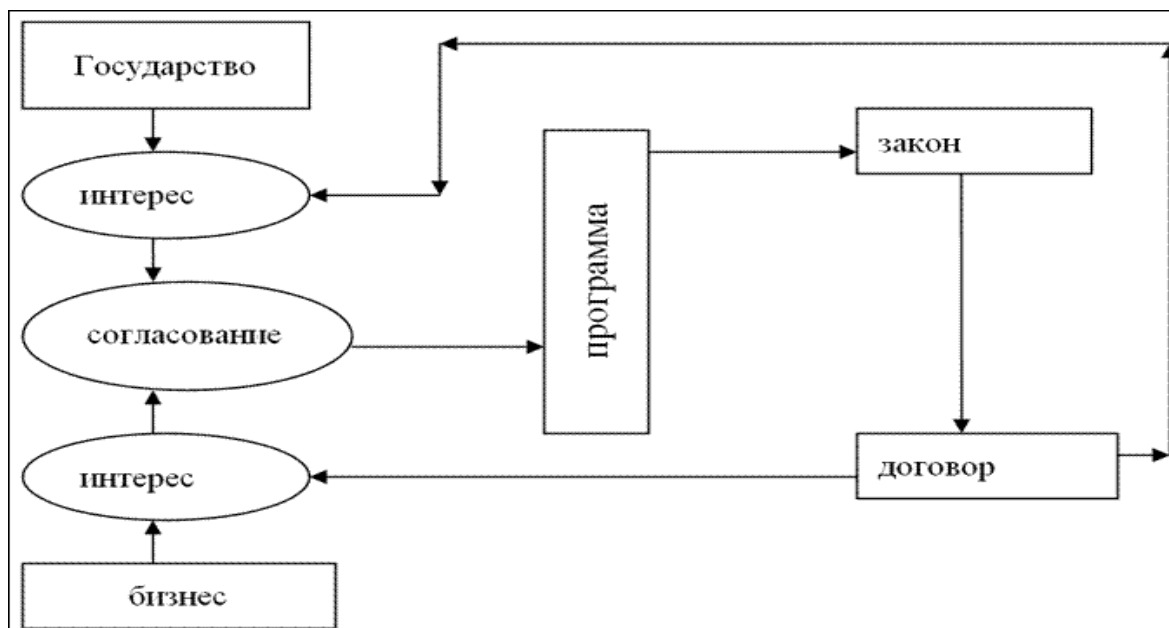 Государство
интерес
согласование
интерес
бизнес
программа
закон
договор